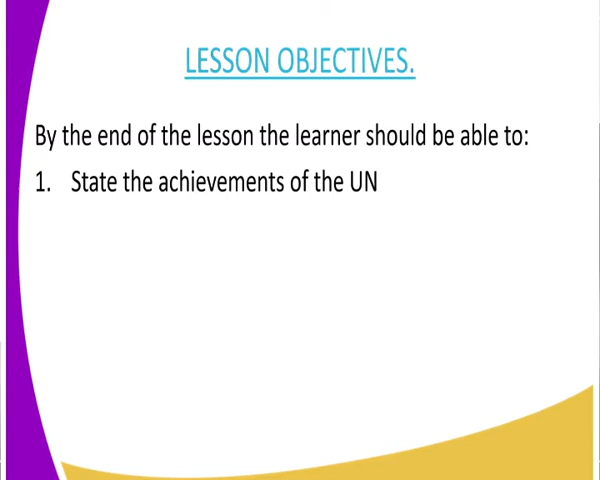 LESSON OBJECTIVES.
By the end of the lesson the learner should be able to:
1. State the achievements of the UN